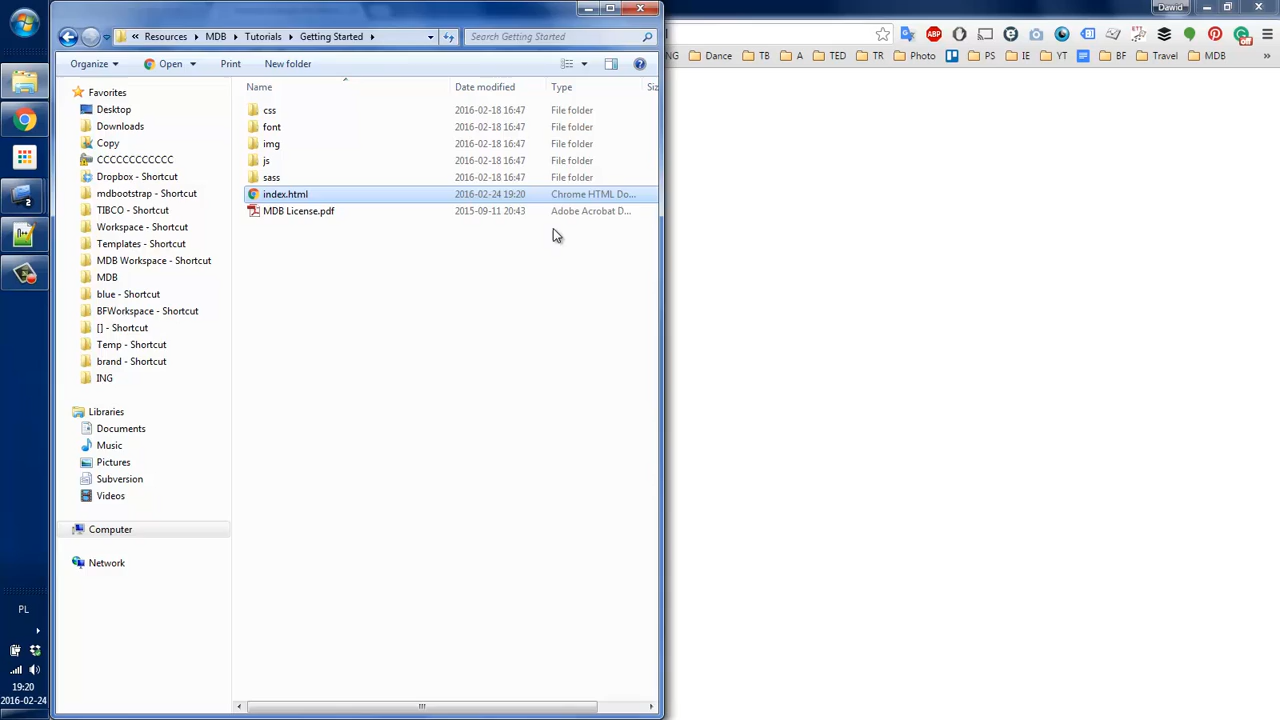 Dawid
Resources MDB Tutorials Getting Started
Search Getting Started
NG Dance TB A TED Photo PS IE YT BF Travel MDB »
Organize Open Print New folder
Name Date modified Type Siz
Favorites
Desktop
Downloads
Copy
CCCCCCCCCCCC
Dropbox - Shortcut
mdbootstrap - Shortcut
TIBCO - Shortcut
Workspace - Shortcut
Templates - Shortcut
MDB Workspace - Shortcut
MDB
blue - Shortcut
BFWorkspace - Shortcut
[] - Shortcut
Temp - Shortcut
brand - Shortcut
ING
Libraries
Documents
Music
Pictures
Subversion
Videos
Computer
Network
css 2016-02-18 16:47 File folder
font 2016-02-18 16:47 File folder
img 2016-02-18 16:47 File folder
js 2016-02-18 16:47 File folder
sass 2016-02-18 16:47 File folder
index.html 2016-02-24 19:20 Chrome HTML Do...
MDB License.pdf 2015-09-11 20:43 Adobe Acrobat D...
PL
19:20
2016-02-24